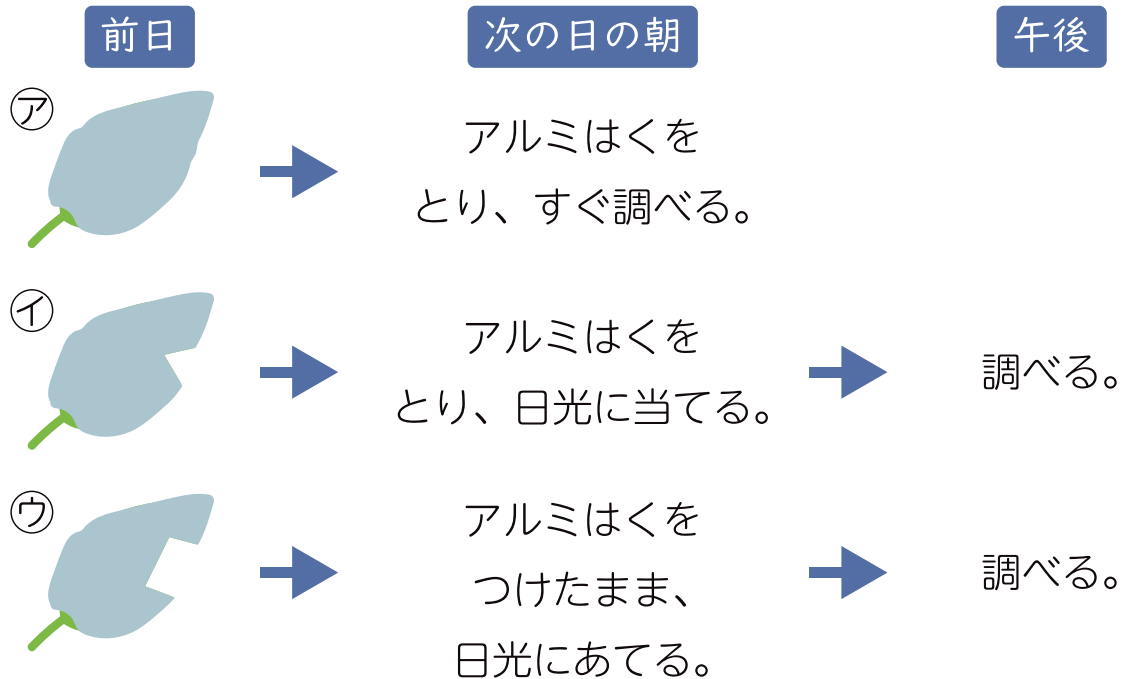 前日
次の日の朝
午後
㋐
アルミはくを
とり、すぐ調べる。
㋑
アルミはくを
とり、日光に当てる。
調べる。
㋒
アルミはくを
つけたまま、
日光にあてる。
調べる。